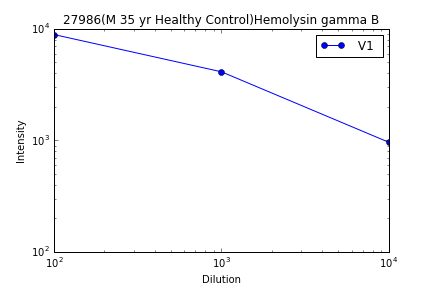 27986(M 35 yr Healthy Control)Hemolysin gamma B
V1
10^4
10^3
10^2
Intensity
10^2 10^3 10^4
Dilution